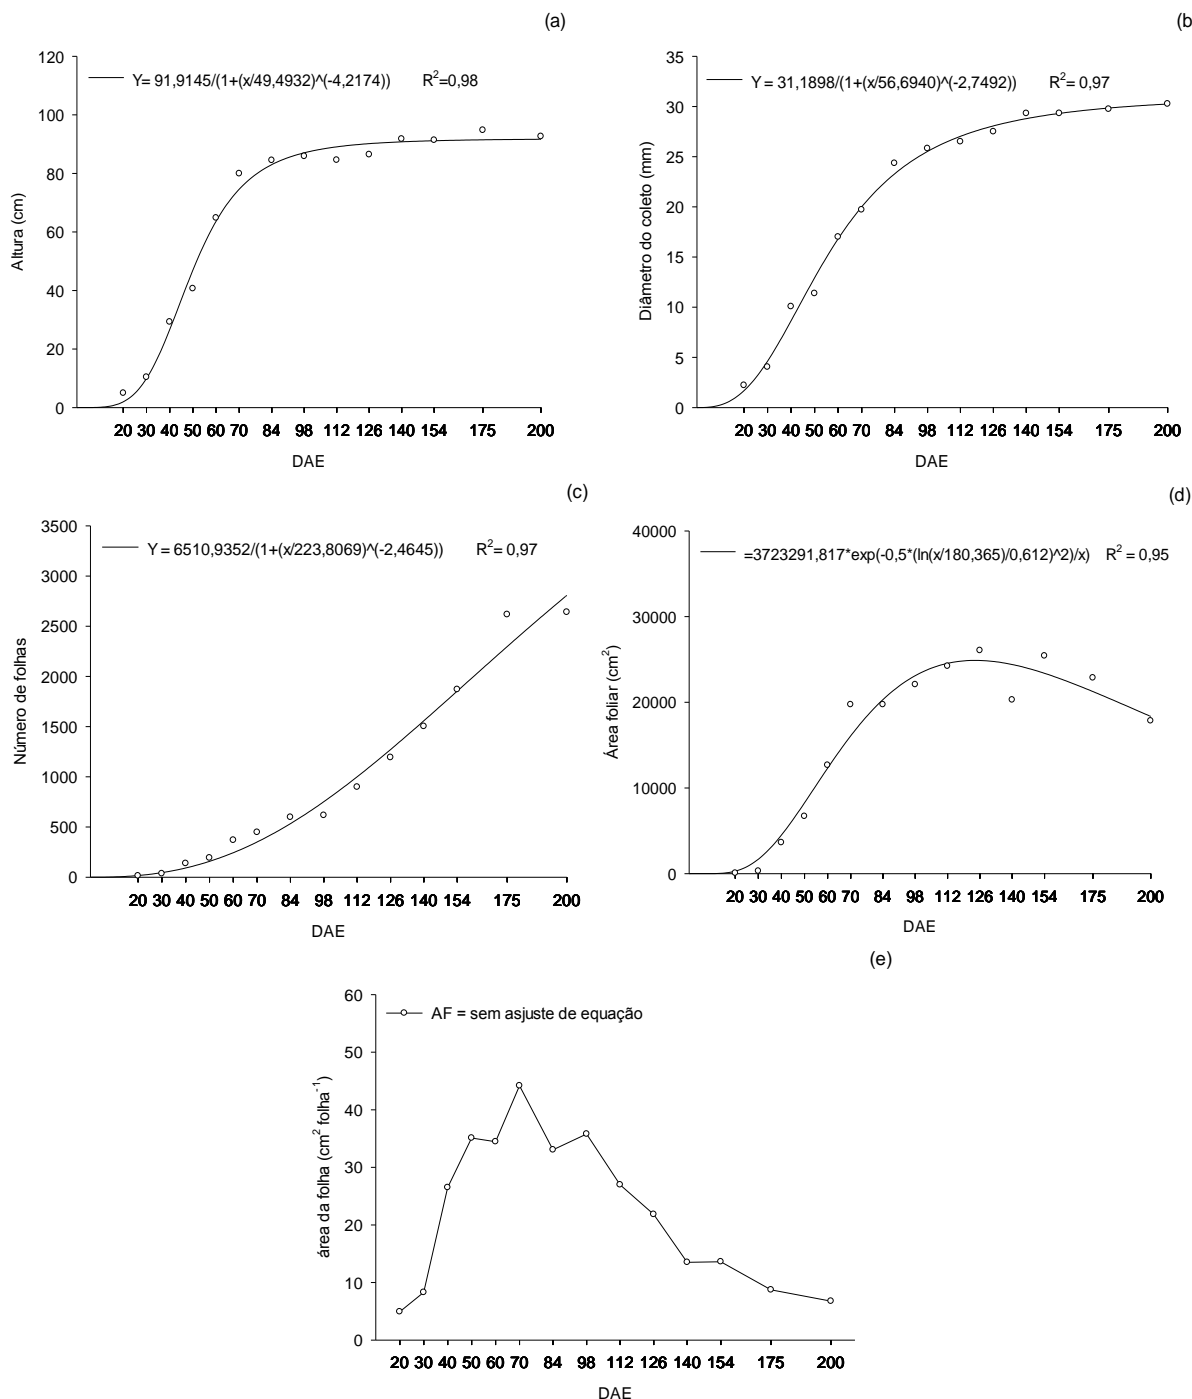 (a)
Y= 91,9145/(1+(x/49,4932)^(-4,2174)) R2=0,98
Altura (cm)
120
100
80
60
40
20
0
20 30 40 50 60 70 84 98 112 126 140 154 175 200
DAE
(b
Y = 31,1898/(1+(x/56,6940)^(-2,7492)) R2= 0,97
Diâmetro do coleto (mm)
35
30
25
20
15
10
5
0
20 30 40 50 60 70 84 98 112 126 140 154 175 200
DAE
(c)
Y = 6510,9352/(1+(x/223,8069)^(-2,4645)) R2= 0,97
Número de folhas
3500
3000
2500
2000
1500
1000
500
0
20 30 40 50 60 70 84 98 112 126 140 154 175 200
DAE
(d)
=3723291,817*exp(-0,5*(ln(x/180,365)/0,612)^2)/x) R2 = 0,95
Área foliar (cm2)
40000
30000
20000
10000
0
20 30 40 50 60 70 84 98 112 126 140 154 175 200
DAE
(e)
AF = sem asjuste de equação
área da folha (cm2 folha-1)
60
50
40
30
20
10
0
20 30 40 50 60 70 84 98 112 126 140 154 175 200
DAE